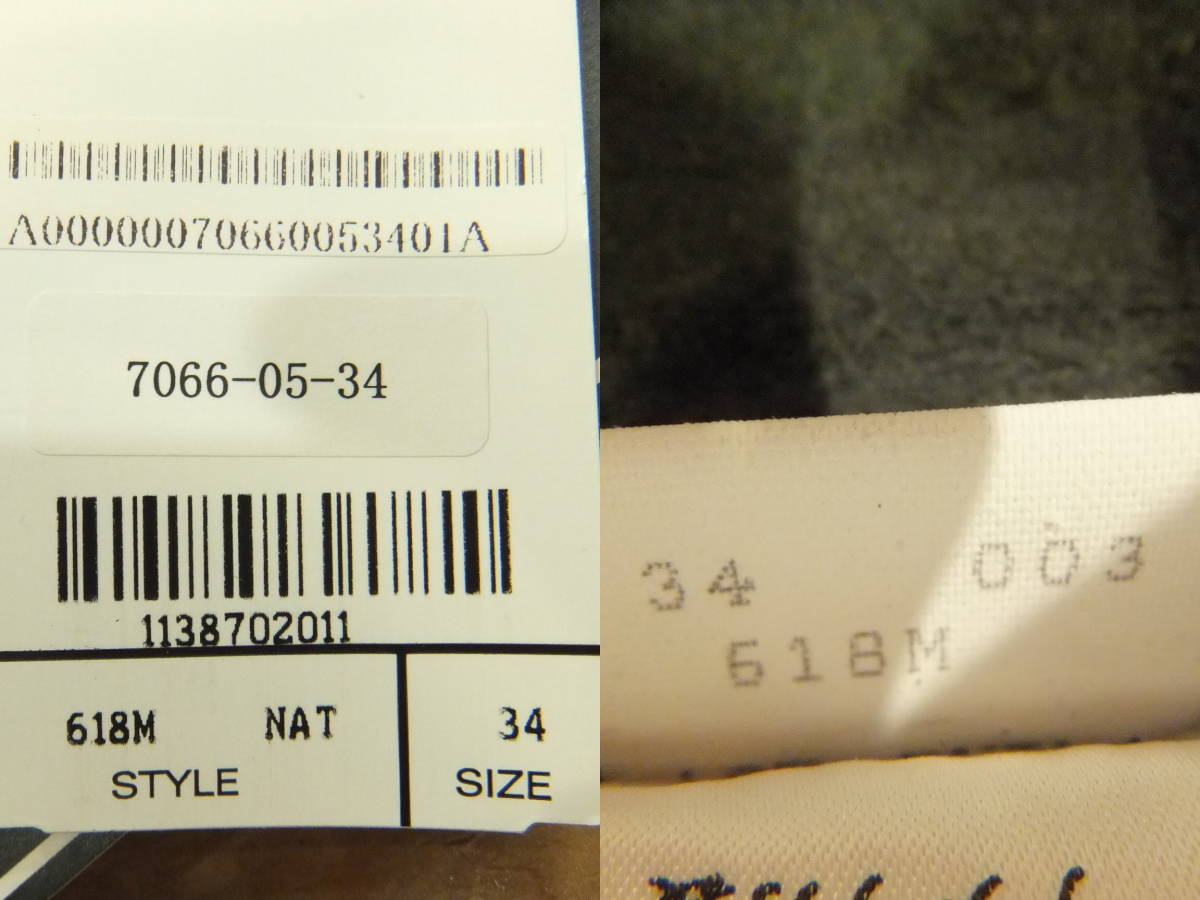 A00000070660053401A
7066-05-34
1138702011
618M NAT 34
STYLE SIZE
34 003
618M